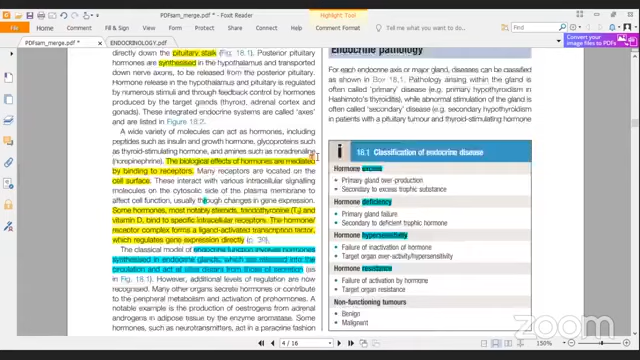 Highlight Tool
PDFsam_merge.pdf * - Foxit Reader
File
Home
Comment
Fill & Sign
View
Form
Protect
Share
Help
Comment Format
Tell me what you want to do...
PDFsam_merge.pdf *
ENDOCRINOLOGY.pdf
Convert your
image files to PDFs.
directly down the pituitary stalk (Fig. 18.1). Posterior pituitary
hormones are synthesised in the hypothalamus and transported
down nerve axons, to be released from the posterior pituitary.
Hormone release in the hypothalamus and pituitary is regulated
by numerous stimuli and through feedback control by hormones
produced by the target glands (thyroid, adrenal cortex and
gonads). These integrated endocrine systems are called 'axes'
and are listed in Figure 18.2.
A wide variety of molecules can act as hormones, including
peptides such as insulin and growth hormone, glycoproteins such
as thyroid-stimulating hormone, and amines such as noradrenaline
(norepinephrine). The biological effects of hormones are mediated
by binding to receptors. Many receptors are located on the
cell surface. These interact with various intracellular signalling
molecules on the cytosolic side of the plasma membrane to
affect cell function, usually through changes in gene expression.
Some hormones, most notably steroids, triiodothyronine (T3)
and vitamin D, bind to specific intracellular receptors. The hormone/
receptor complex forms a ligand-activated transcription factor,
which regulates gene expression directly (p. 39).
The classical model of endocrine function involves hormones
synthesised in endocrine glands, which are released into the
circulation and act at sites distant from those of secretion (as
in Fig. 18.1). However, additional levels of regulation are now
recognised. Many other organs secrete hormones or contribute
to the peripheral metabolism and activation of prohormones. A
notable example is the production of oestrogens from adrenal
androgens in adipose tissue by the enzyme aromatase. Some
hormones, such as neurotransmitters, act in a paracrine fashion
Endocrine pathology
For each endocrine axis or major gland, diseases can be classified
as shown in Box 18.1. Pathology arising within the gland is
often called 'primary' disease (e.g. primary hypothyroidism in
Hashimoto's thyroiditis), while abnormal stimulation of the gland is
often called 'secondary' disease (e.g. secondary hypothyroidism
in patients with a pituitary tumour and thyroid-stimulating hormone
i 18.1 Classification of endocrine disease
Hormone excess
• Primary gland over-production
• Secondary to excess trophic substance
Hormone deficiency
• Primary gland failure
• Secondary to deficient trophic hormone
Hormone hypersensitivity
• Failure of inactivation of hormone
• Target organ over-activity/hypersensitivity
Hormone resistance
• Failure of activation of hormone
• Target organ resistance
Non-functioning tumours
• Benign
• Malignant
4 / 16
150%
zoom